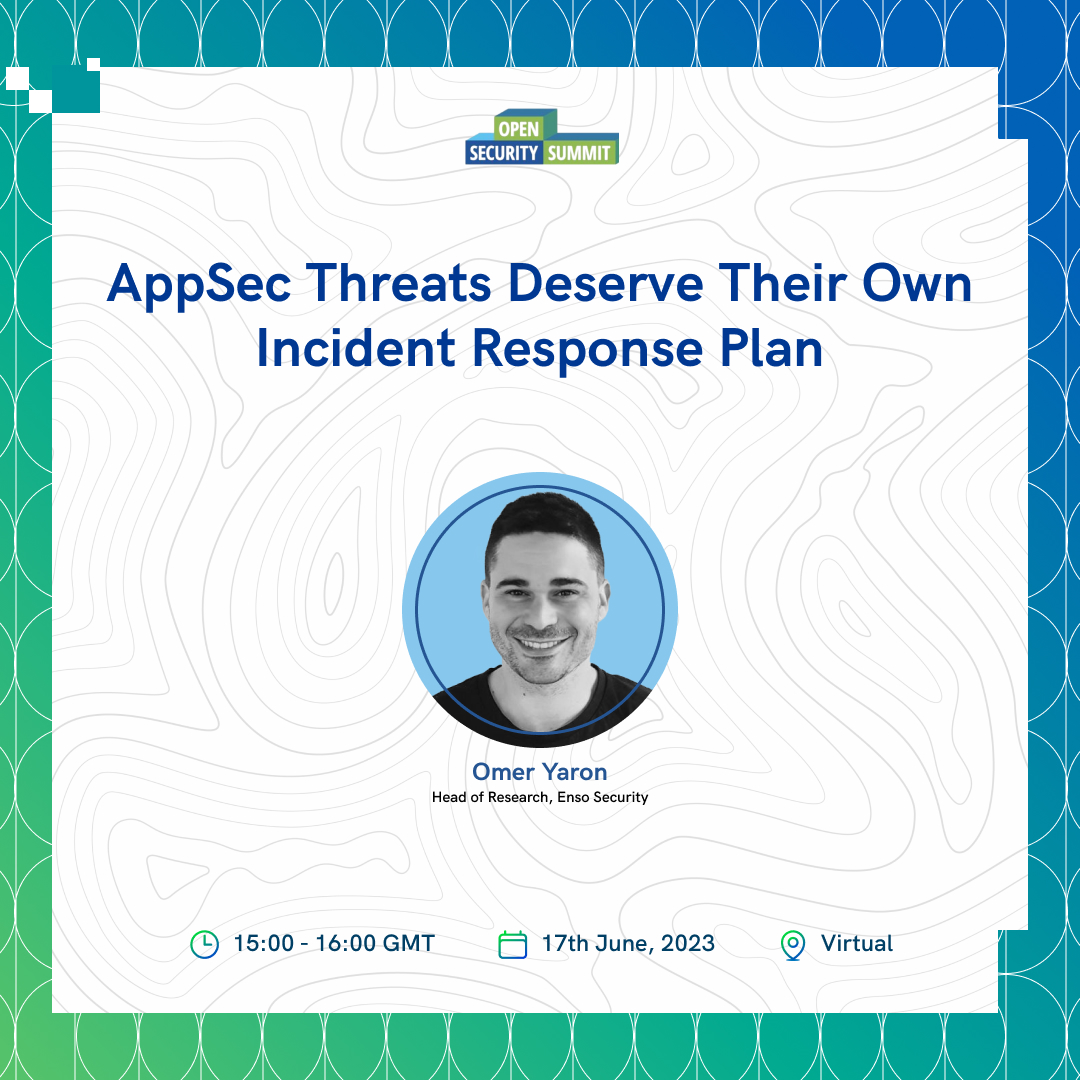 OPEN
SECURITY SUMMIT
AppSec Threats Deserve Their Own
Incident Response Plan
Omer Yaron
Head of Research, Enso Security
15:00 - 16:00 GMT
17th June, 2023
Virtual